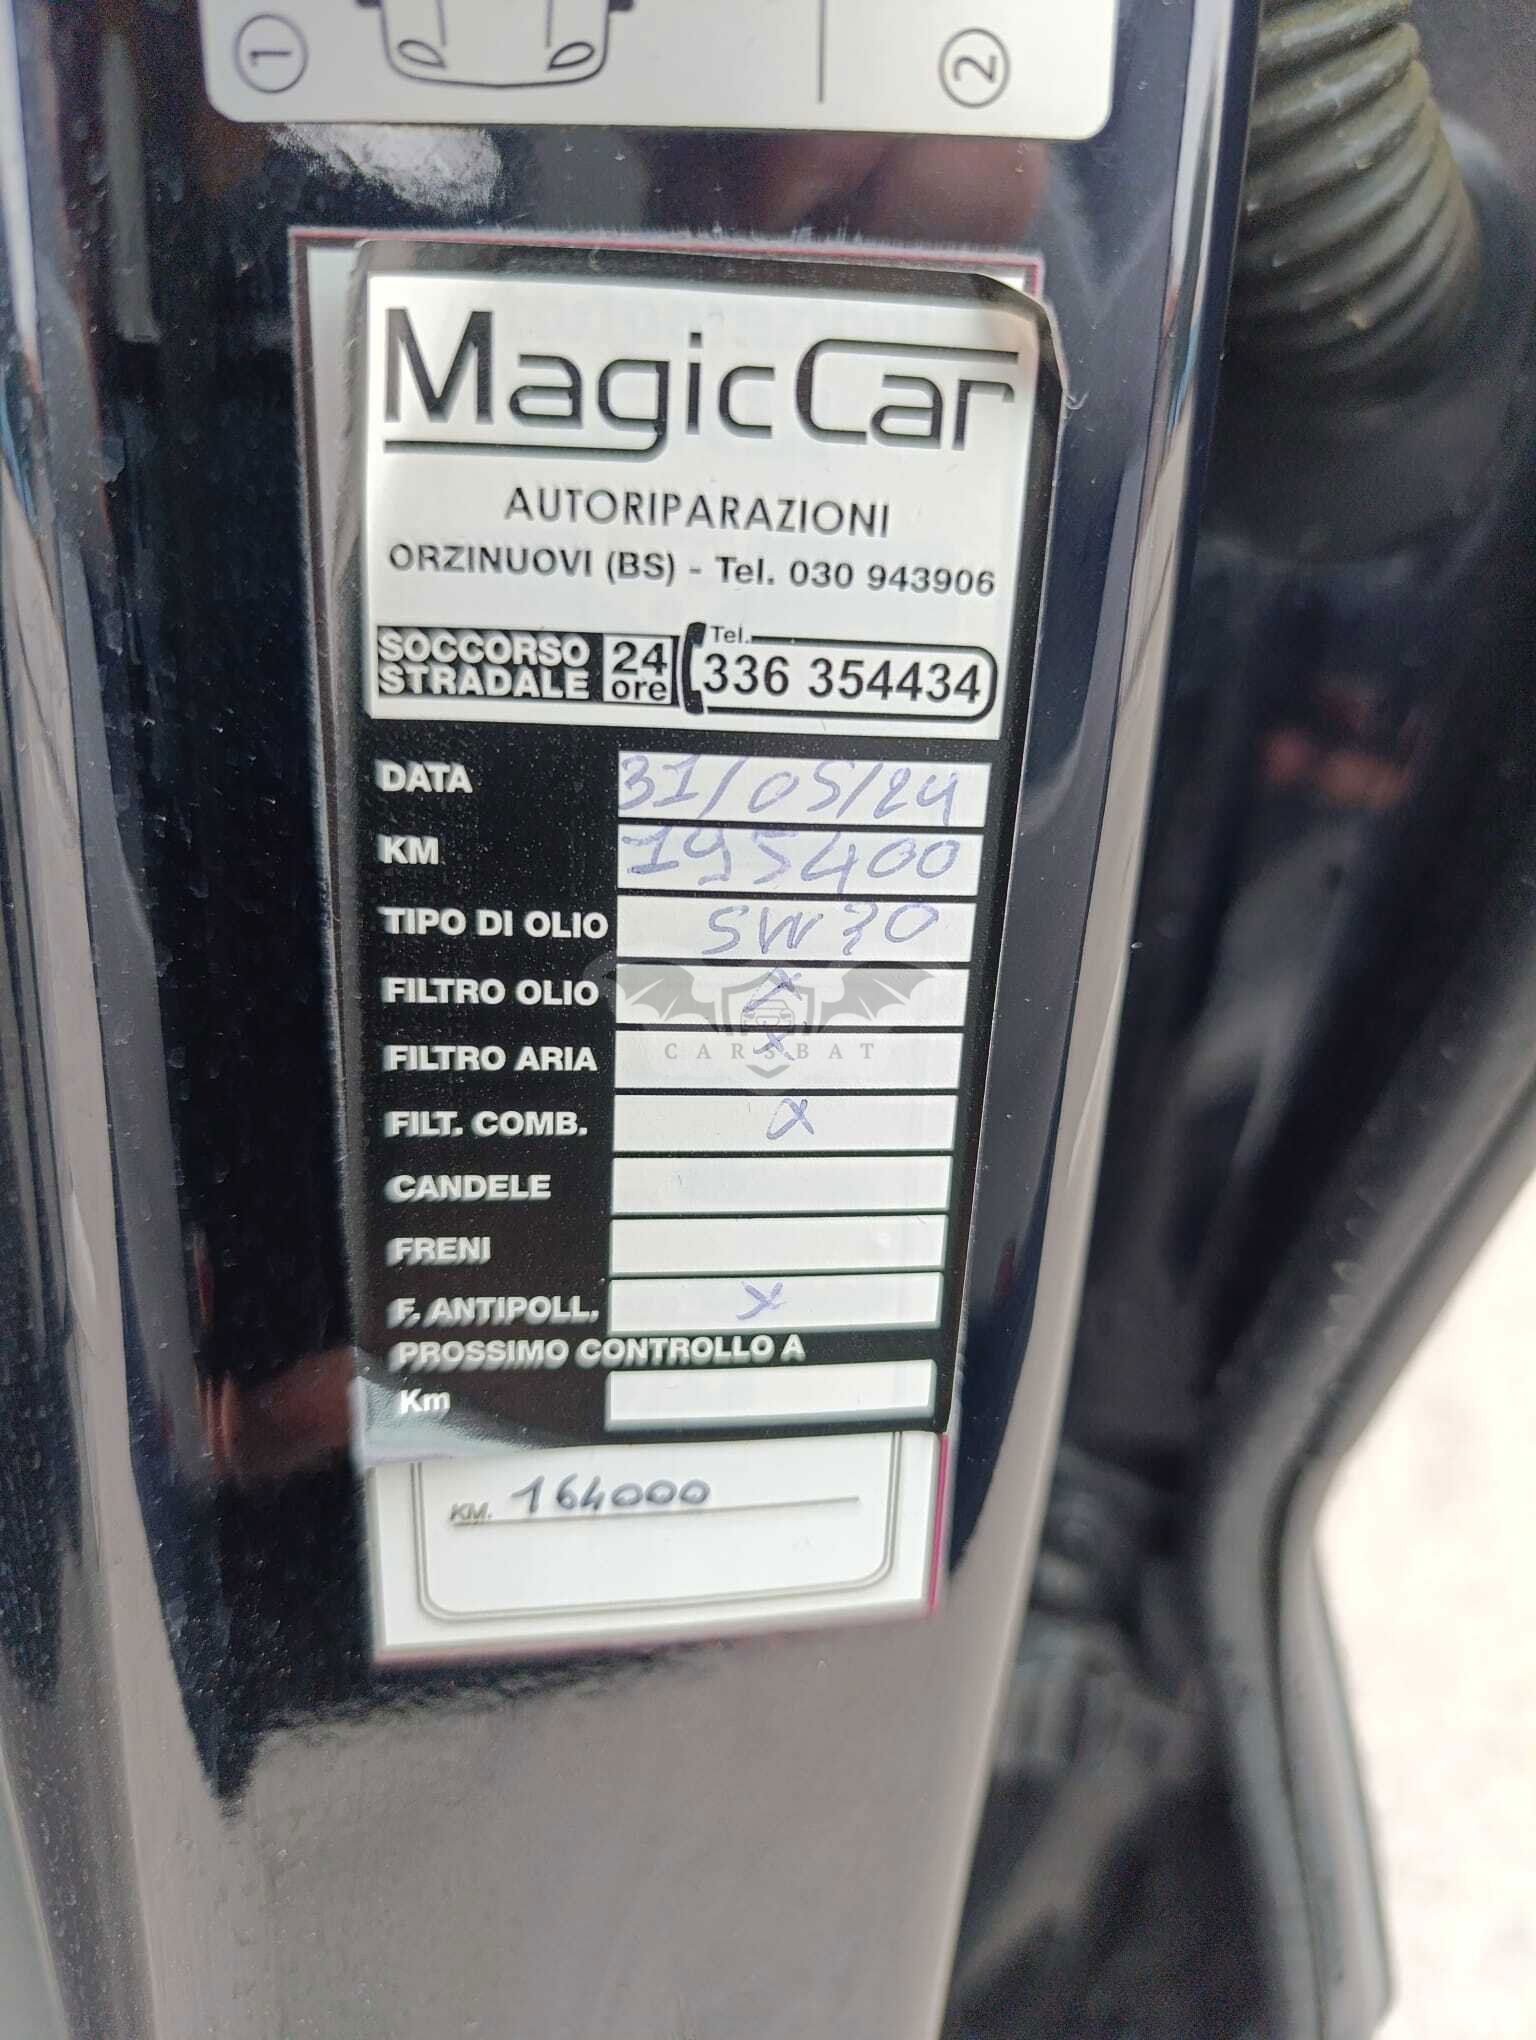 1
2
MagicCar
AUTORIPARAZIONI
ORZINUOVI (BS) - Tel. 030 943906
SOCCORSO STRADALE 24 ore Tel. 336 354434
DATA 31/05/24
KM 195400
TIPO DI OLIO 5W30
FILTRO OLIO X
FILTRO ARIA X
CARSBAT
FILT. COMB. X
CANDELE
FRENI
F. ANTIPOLL. X
PROSSIMO CONTROLLO A
Km
KM. 164000